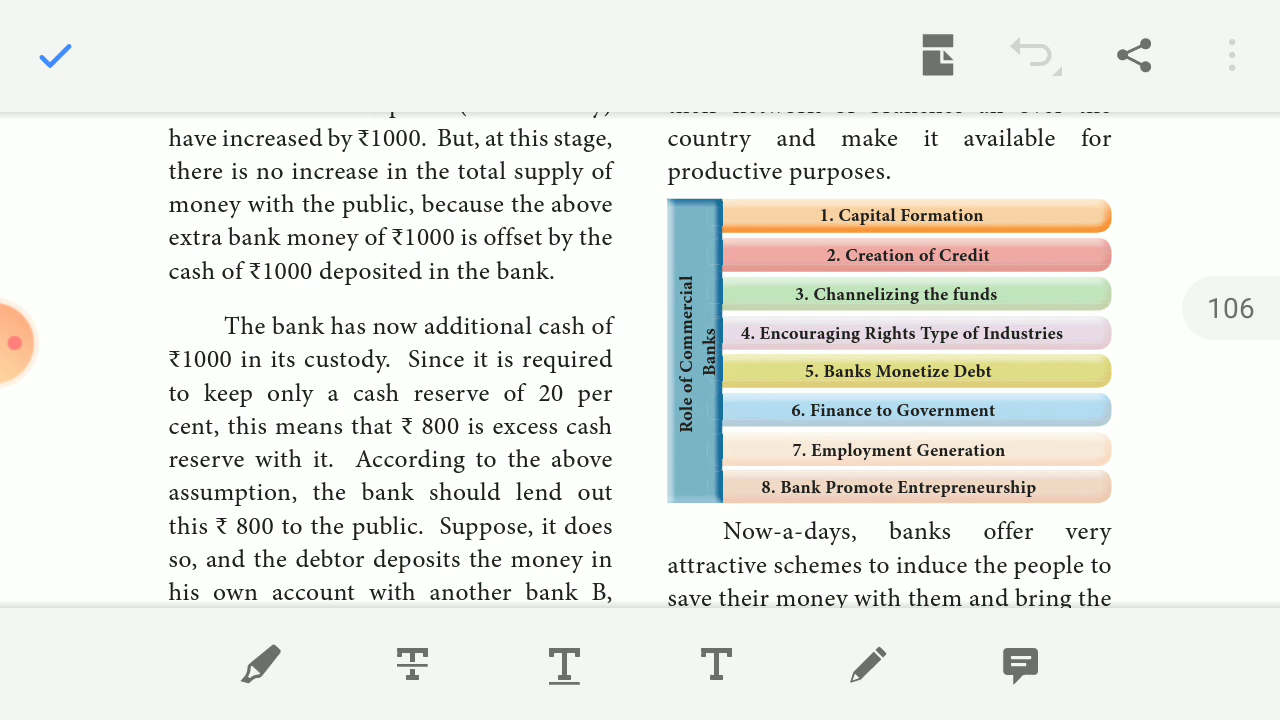 have increased by ₹1000. But, at this stage,
there is no increase in the total supply of
money with the public, because the above
extra bank money of ₹1000 is offset by the
cash of ₹1000 deposited in the bank.
The bank has now additional cash of
₹1000 in its custody. Since it is required
to keep only a cash reserve of 20 per
cent, this means that ₹ 800 is excess cash
reserve with it. According to the above
assumption, the bank should lend out
this ₹ 800 to the public. Suppose, it does
so, and the debtor deposits the money in
his own account with another bank B,
country and make it available for
productive purposes.
Role of Commercial
Banks
1. Capital Formation
2. Creation of Credit
3. Channelizing the funds
4. Encouraging Rights Type of Industries
5. Banks Monetize Debt
6. Finance to Government
7. Employment Generation
8. Bank Promote Entrepreneurship
Now-a-days, banks offer very
attractive schemes to induce the people to
save their money with them and bring the
106